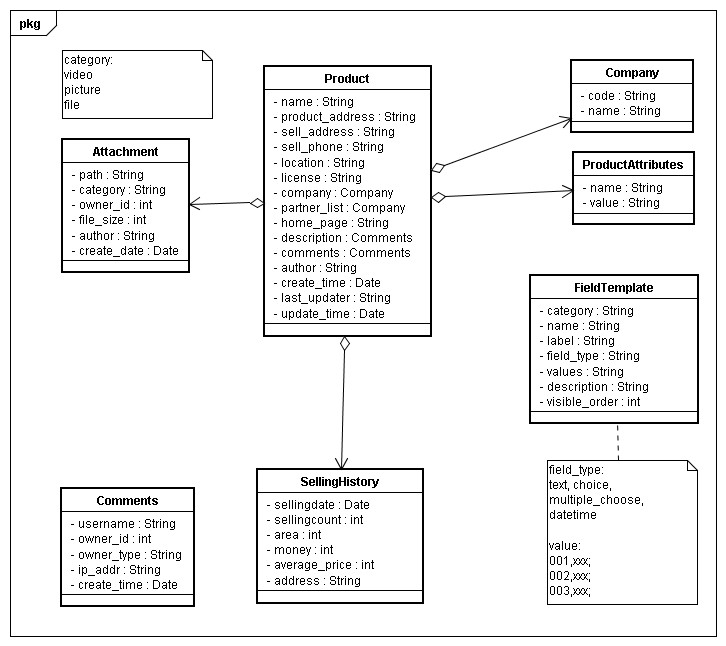 pkg
category:
video
picture
file
Attachment
- path : String
- category : String
- owner_id : int
- file_size : int
- author : String
- create_date : Date
Product
- name : String
- product_address : String
- sell_address : String
- sell_phone : String
- location : String
- license : String
- company : Company
- partner_list : Company
- home_page : String
- description : Comments
- comments : Comments
- author : String
- create_time : Date
- last_updater : String
- update_time : Date
Company
- code : String
- name : String
ProductAttributes
- name : String
- value : String
FieldTemplate
- category : String
- name : String
- label : String
- field_type : String
- values : String
- description : String
- visible_order : int
field_type:
text, choice,
multiple_choose,
datetime
value:
001,xxx;
002,xxx;
003,xxx;
SellingHistory
- sellingdate : Date
- sellingcount : int
- area : int
- money : int
- average_price : int
- address : String
Comments
- username : String
- owner_id : int
- owner_type : String
- ip_addr : String
- create_time : Date